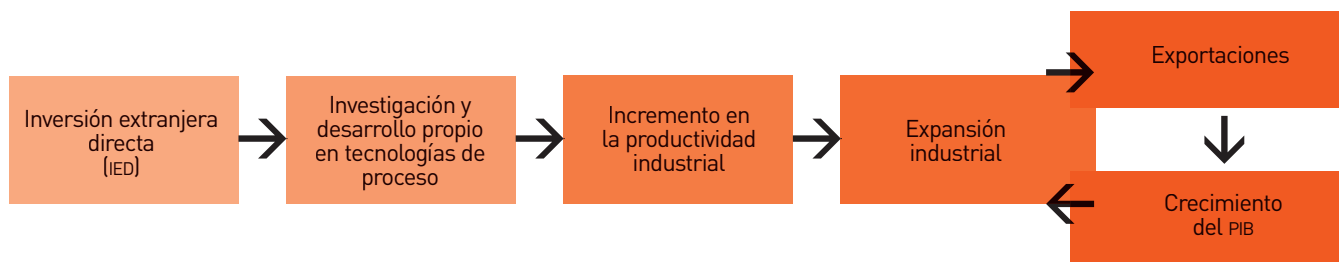 Inversión extranjera
directa
(IED)
Investigación y
desarrollo propio
en tecnologías de
proceso
Incremento en
la productividad
industrial
Expansión
industrial
Exportaciones
Crecimiento
del PIB